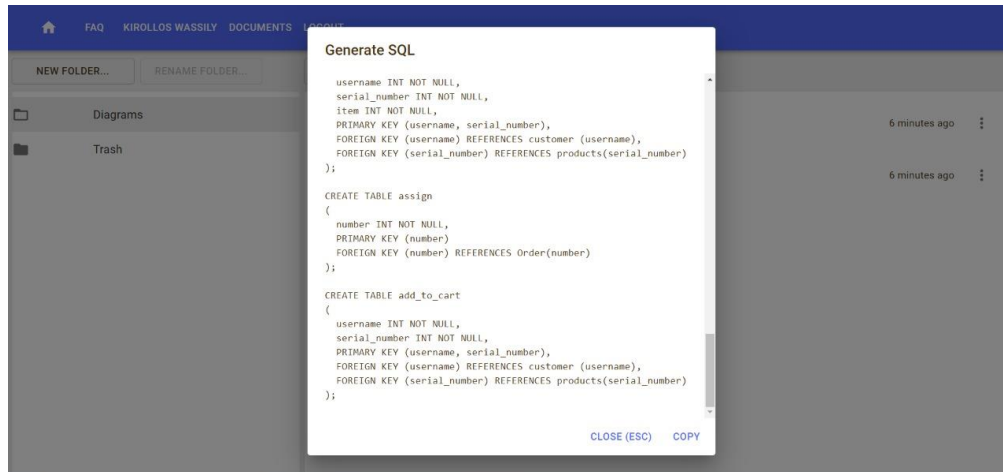 FAQ KIROLLOS WASSILY DOCUMENTS LOGOUT
NEW FOLDER... RENAME FOLDER...
Diagrams
Trash
6 minutes ago
6 minutes ago
Generate SQL
username INT NOT NULL,
serial_number INT NOT NULL,
item INT NOT NULL,
PRIMARY KEY (username, serial_number),
FOREIGN KEY (username) REFERENCES customer (username),
FOREIGN KEY (serial_number) REFERENCES products(serial_number)
);
CREATE TABLE assign
(
number INT NOT NULL,
PRIMARY KEY (number)
FOREIGN KEY (number) REFERENCES Order(number)
);
CREATE TABLE add_to_cart
(
username INT NOT NULL,
serial_number INT NOT NULL,
PRIMARY KEY (username, serial_number),
FOREIGN KEY (username) REFERENCES customer (username),
FOREIGN KEY (serial_number) REFERENCES products(serial_number)
);
CLOSE (ESC) COPY